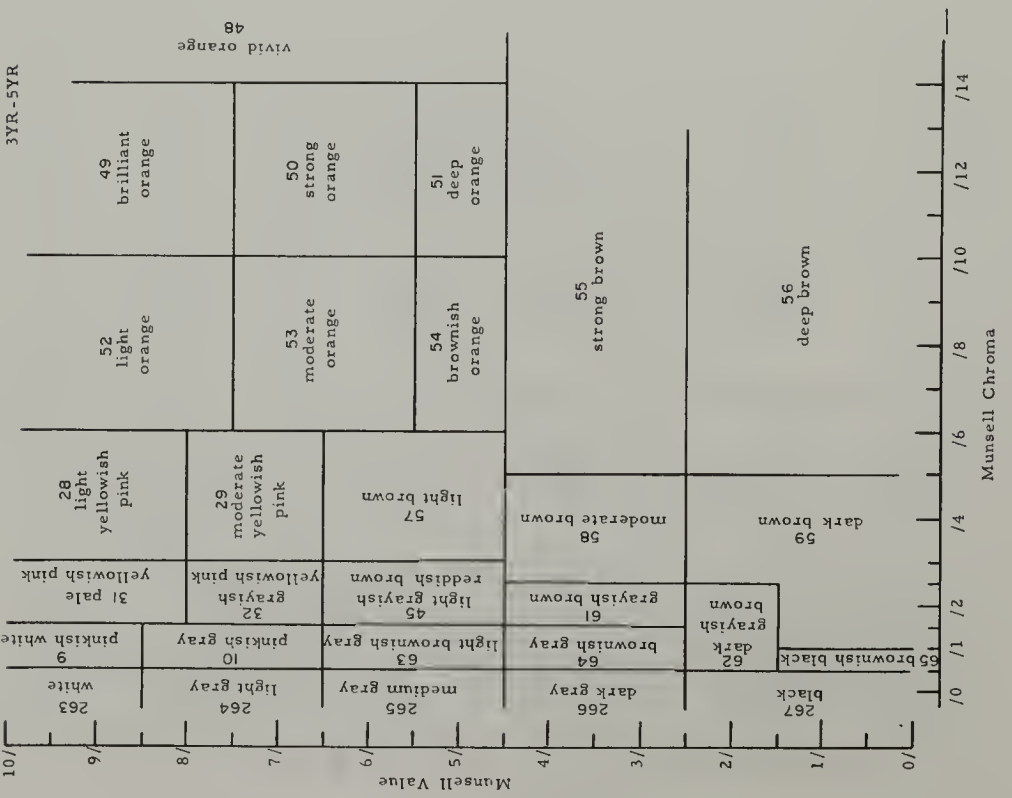 3YR-5YR
48
vivid orange
49
brilliant
orange
50
strong
orange
51
deep
orange
52
light
orange
53
moderate
orange
54
brownish
orange
55
strong brown
56
deep brown
28
light
yellowish
pink
29
moderate
yellowish
pink
57
light brown
58
moderate brown
59
dark brown
31 pale
yellowish pink
32
grayish
yellowish pink
45
light grayish
reddish brown
61
grayish brown
62
dark
grayish
brown
9
pinkish white
10
pinkish gray
63
light brownish gray
64
brownish gray
65 brownish black
263
white
264
light gray
265
medium gray
266
dark gray
267
black
10/
9/
8/
7/
6/
5/
4/
3/
2/
1/
0/
Munsell Value
/0
/1
/2
/4
/6
/8
/10
/12
/14
Munsell Chroma